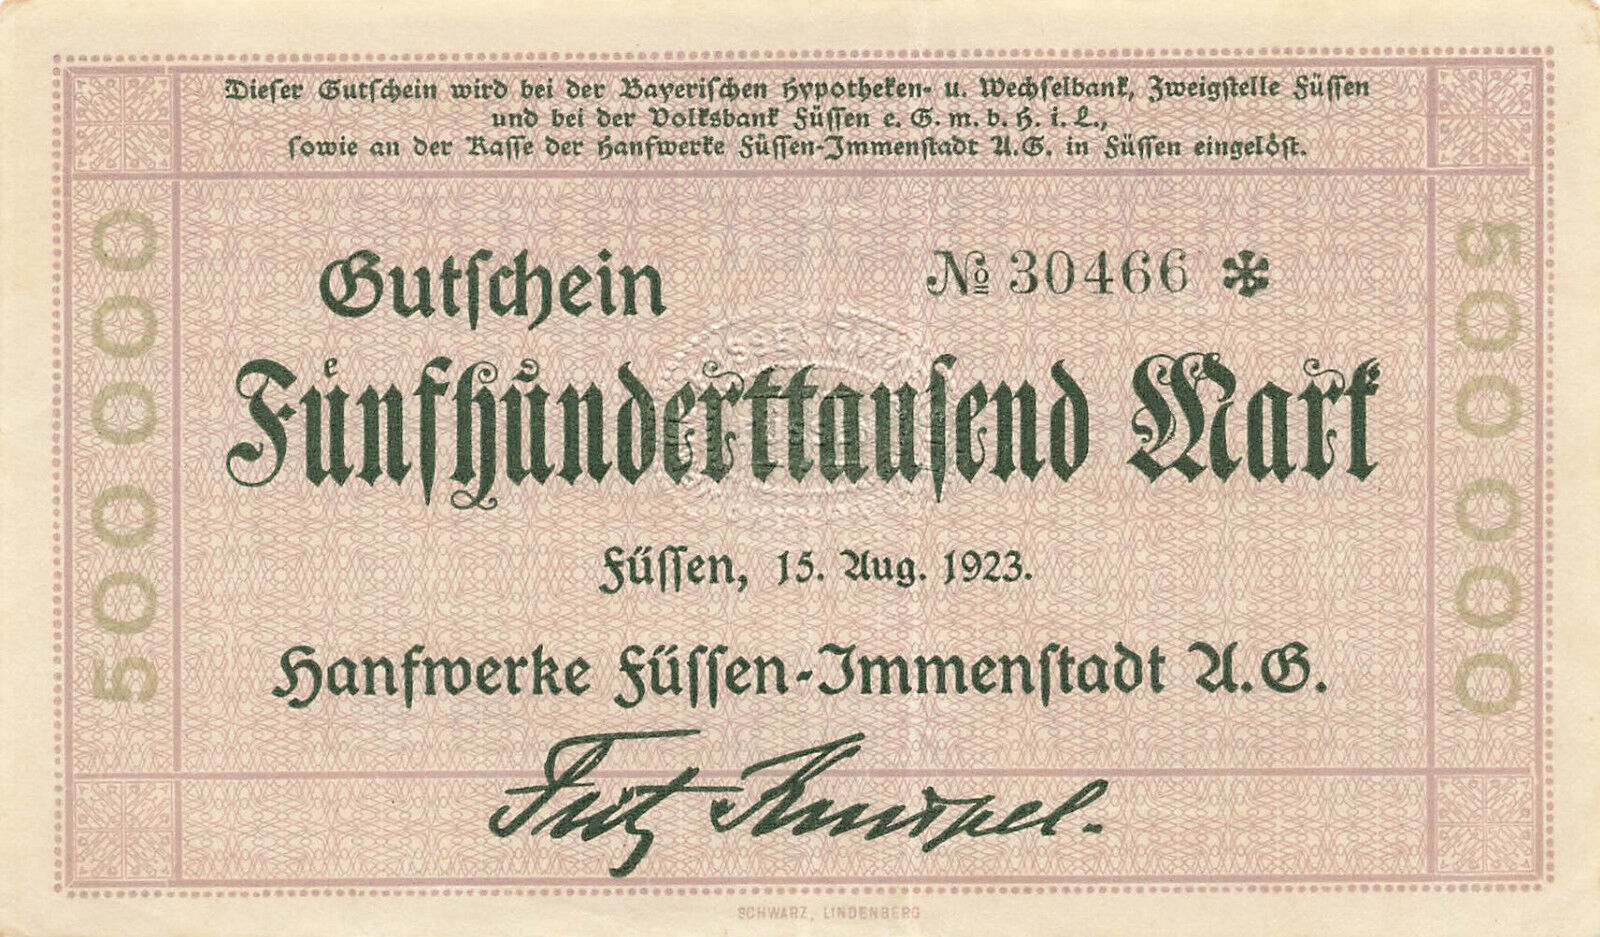 Dieser Gutschein wird bei der Bayerischen Hypotheken- u. Wechselbank, Zweigstelle Füssen
und bei der Volksbank Füssen e. G. m. b. H. i. L.,
sowie an der Kasse der Hanfwerke Füssen-Immenstadt A.G. in Füssen eingelöst.
500000
Gutschein № 30466 *
Fünfhunderttausend Mark
Füssen, 15. Aug. 1923.
Hanfwerke Füssen-Immenstadt A.G.
Fritz
500000
SCHWARZ, LINDENBERG